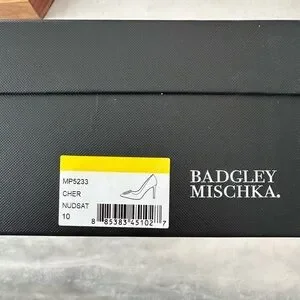 MP5233
CHER
NUDSAT
10
8 85383 45102 7
BADGLEY
MISCHKA.